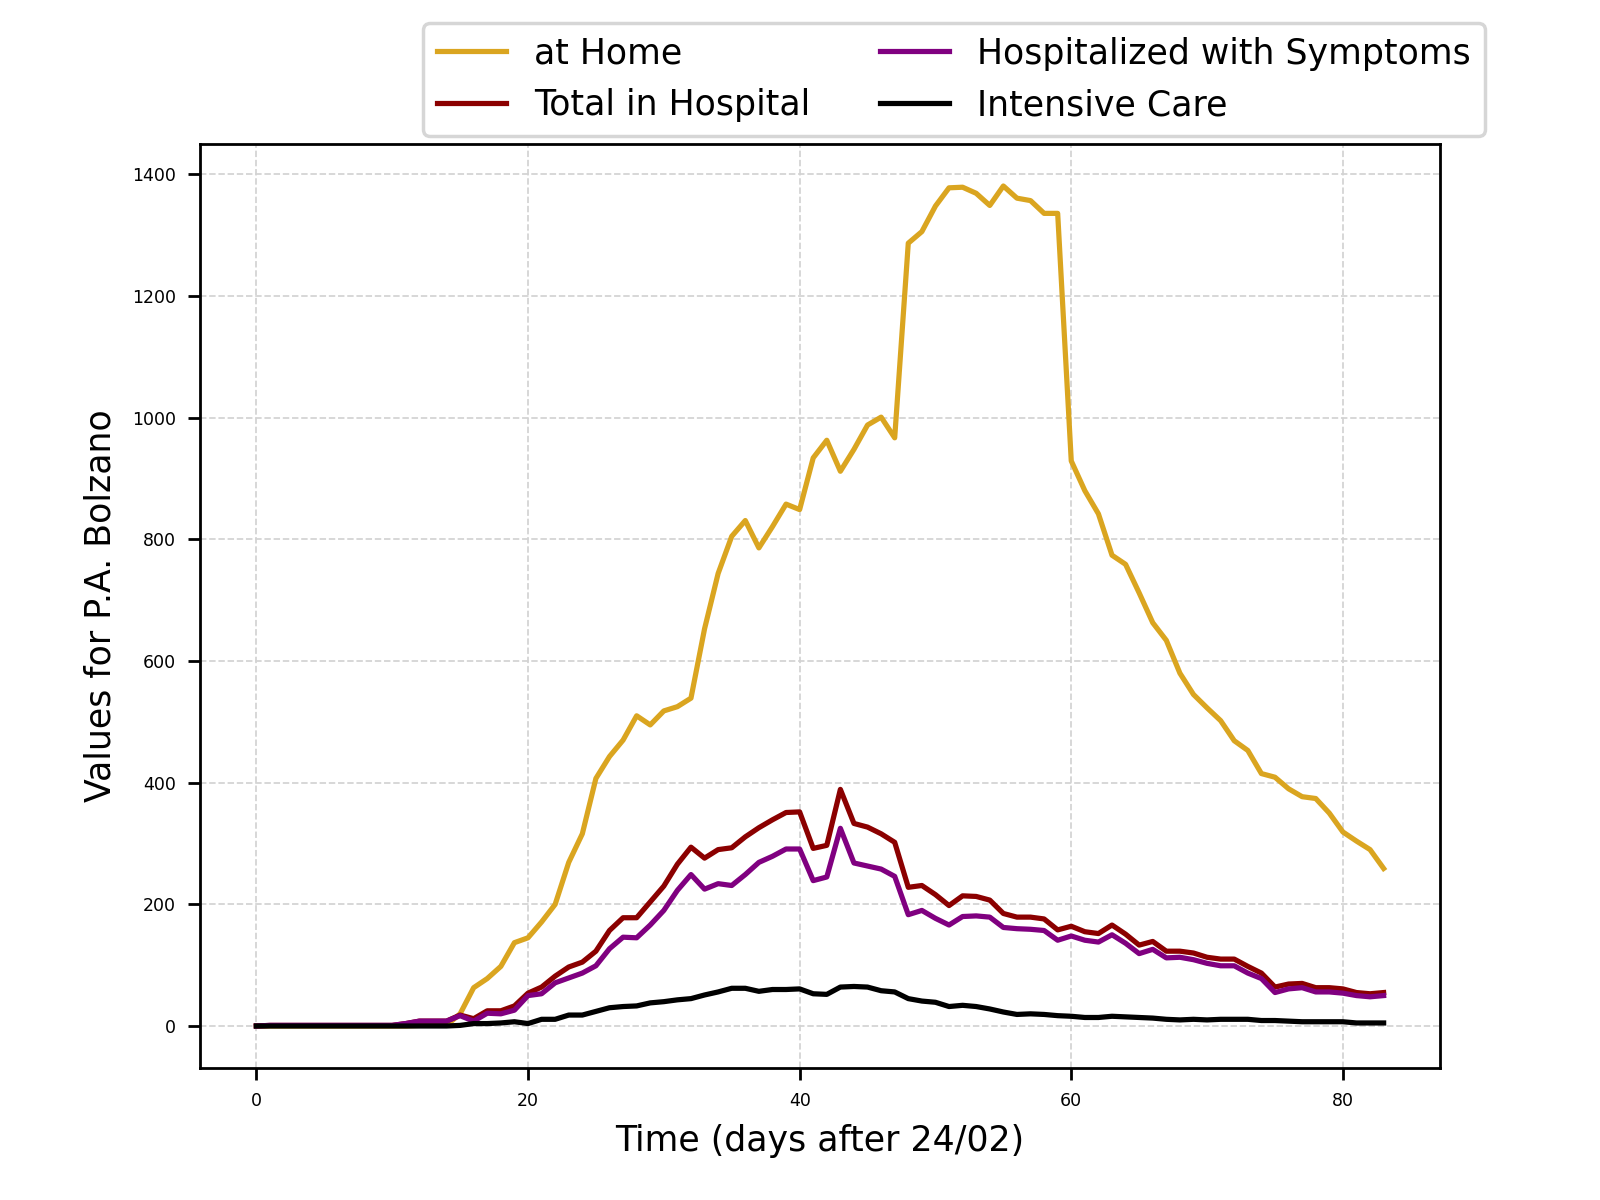 at Home
Total in Hospital
Hospitalized with Symptoms
Intensive Care
Values for P.A. Bolzano
1400
1200
1000
800
600
400
200
0
0 20 40 60 80
Time (days after 24/02)